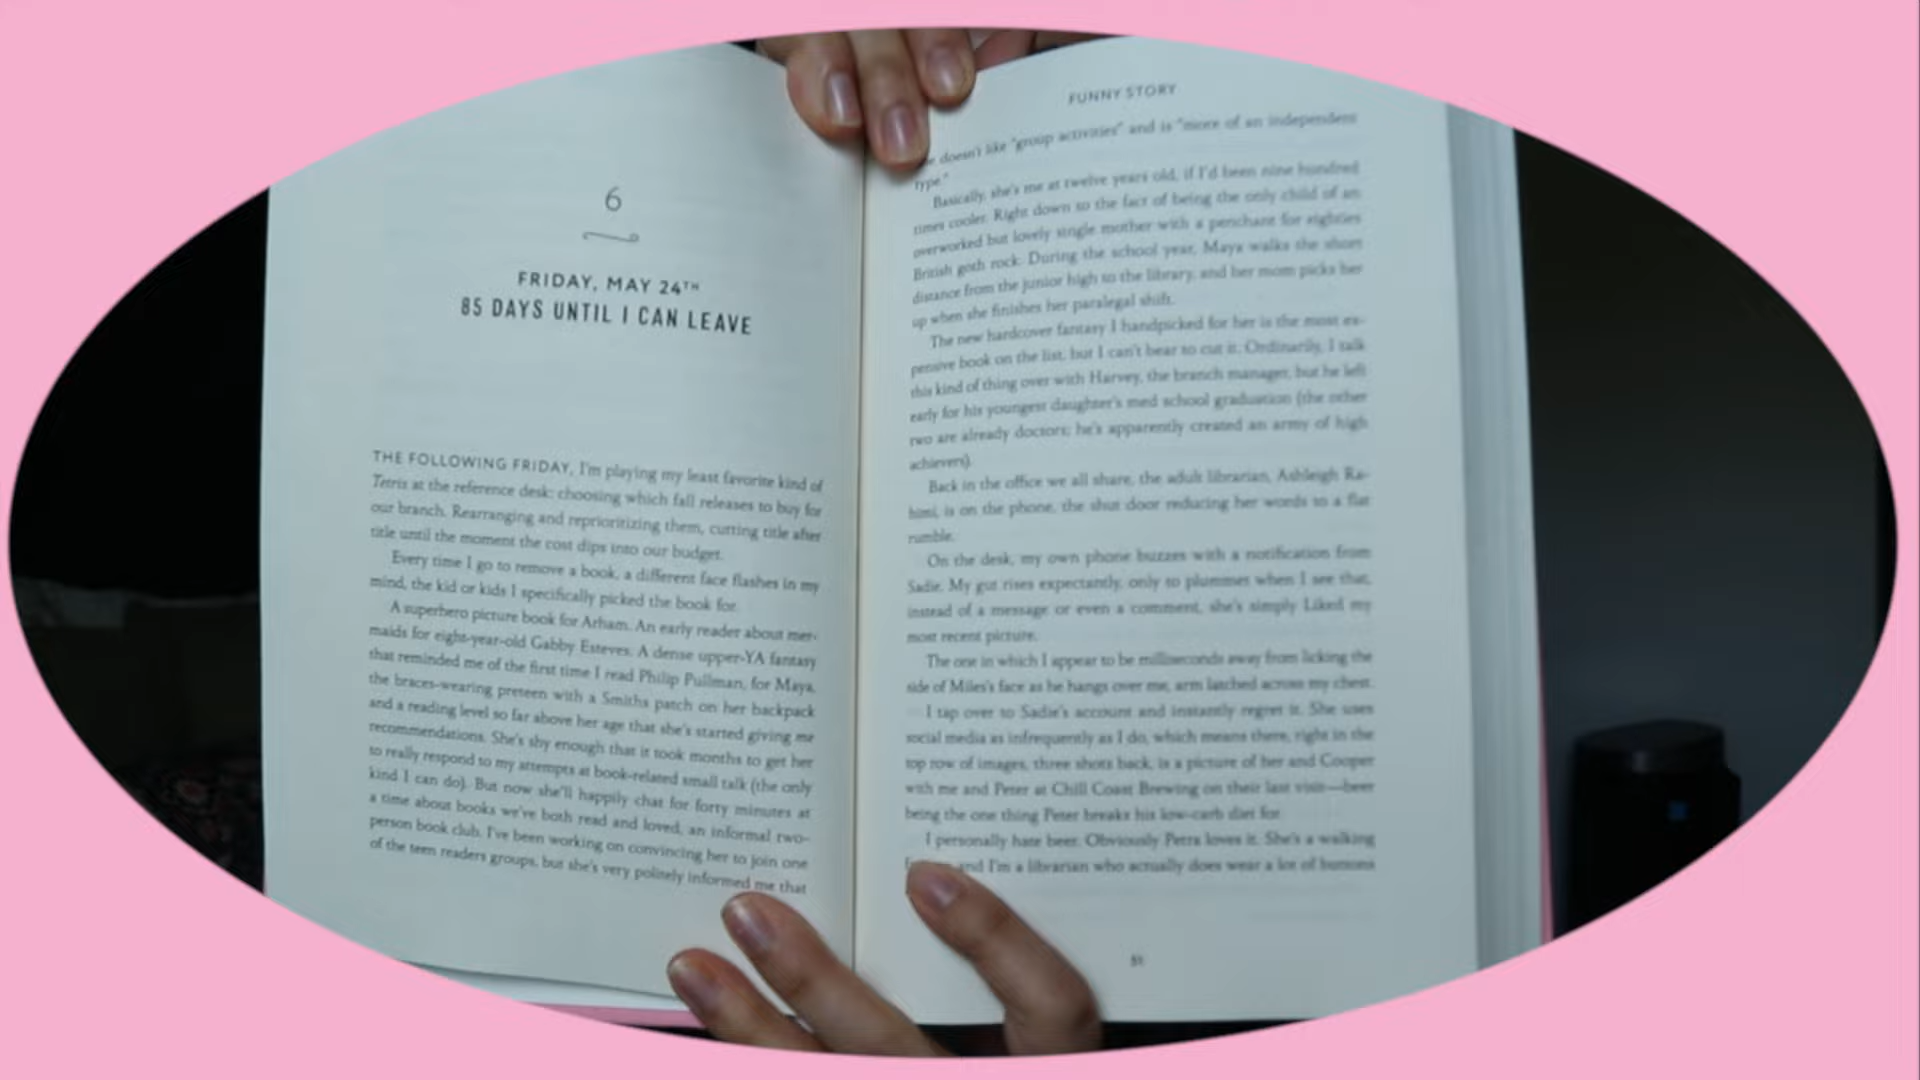 6
FRIDAY, MAY 24TH
85 DAYS UNTIL I CAN LEAVE
THE FOLLOWING FRIDAY, I'm playing my least favorite kind of
Tetris at the reference desk: choosing which fall releases to buy for
our branch. Rearranging and reprioritizing them, cutting title after
title until the moment the cost dips into our budget.
Every time I go to remove a book, a different face flashes in my
mind, the kid or kids I specifically picked the book for.
A superhero picture book for Arham. An early reader about mer-
maids for eight-year-old Gabby Esteves. A dense upper-YA fantasy
that reminded me of the first time I read Philip Pullman, for Maya,
the braces-wearing preteen with a Smiths patch on her backpack
and a reading level so far above her age that she's started giving me
recommendations. She's shy enough that it took months to get her
to really respond to my attempts at book-related small talk (the only
kind I can do). But now she'll happily chat for forty minutes at
a time about books we've both read and loved, an informal two-
person book club. I've been working on convincing her to join one
of the teen readers groups, but she's very politely informed me that
FUNNY STORY
doesn't like "group activities" and is "more of an independent
type."
Basically, she's me at twelve years old, if I'd been nine hundred
times cooler. Right down to the fact of being the only child of an
overworked but lovely single mother with a penchant for eighties
British goth rock. During the school year, Maya walks the short
distance from the junior high to the library, and her mom picks her
up when she finishes her paralegal shift.
The new hardcover fantasy I handpicked for her is the most ex-
pensive book on the list, but I can't bear to cut it. Ordinarily, I talk
this kind of thing over with Harvey, the branch manager, but he left
early for his youngest daughter's med school graduation (the other
two are already doctors; he's apparently created an army of high
achievers).
Back in the office we all share, the adult librarian, Ashleigh Ra-
himi, is on the phone, the shut door reducing her words to a flat
rumble.
On the desk, my own phone buzzes with a notification from
Sadie. My gut rises expectantly, only to plummet when I see that,
instead of a message or even a comment, she's simply Liked my
most recent picture.
The one in which I appear to be milliseconds away from licking the
side of Miles's face as he hangs over me, arm latched across my chest.
I tap over to Sadie's account and instantly regret it. She uses
social media as infrequently as I do, which means there, right in the
top row of images, three shots back, is a picture of her and Cooper
with me and Peter at Chill Coast Brewing on their last visit—beer
being the one thing Peter breaks his low-carb diet for.
I personally hate beer. Obviously Petra loves it. She's a walking
and I'm a librarian who actually does wear a lot of buttons
51